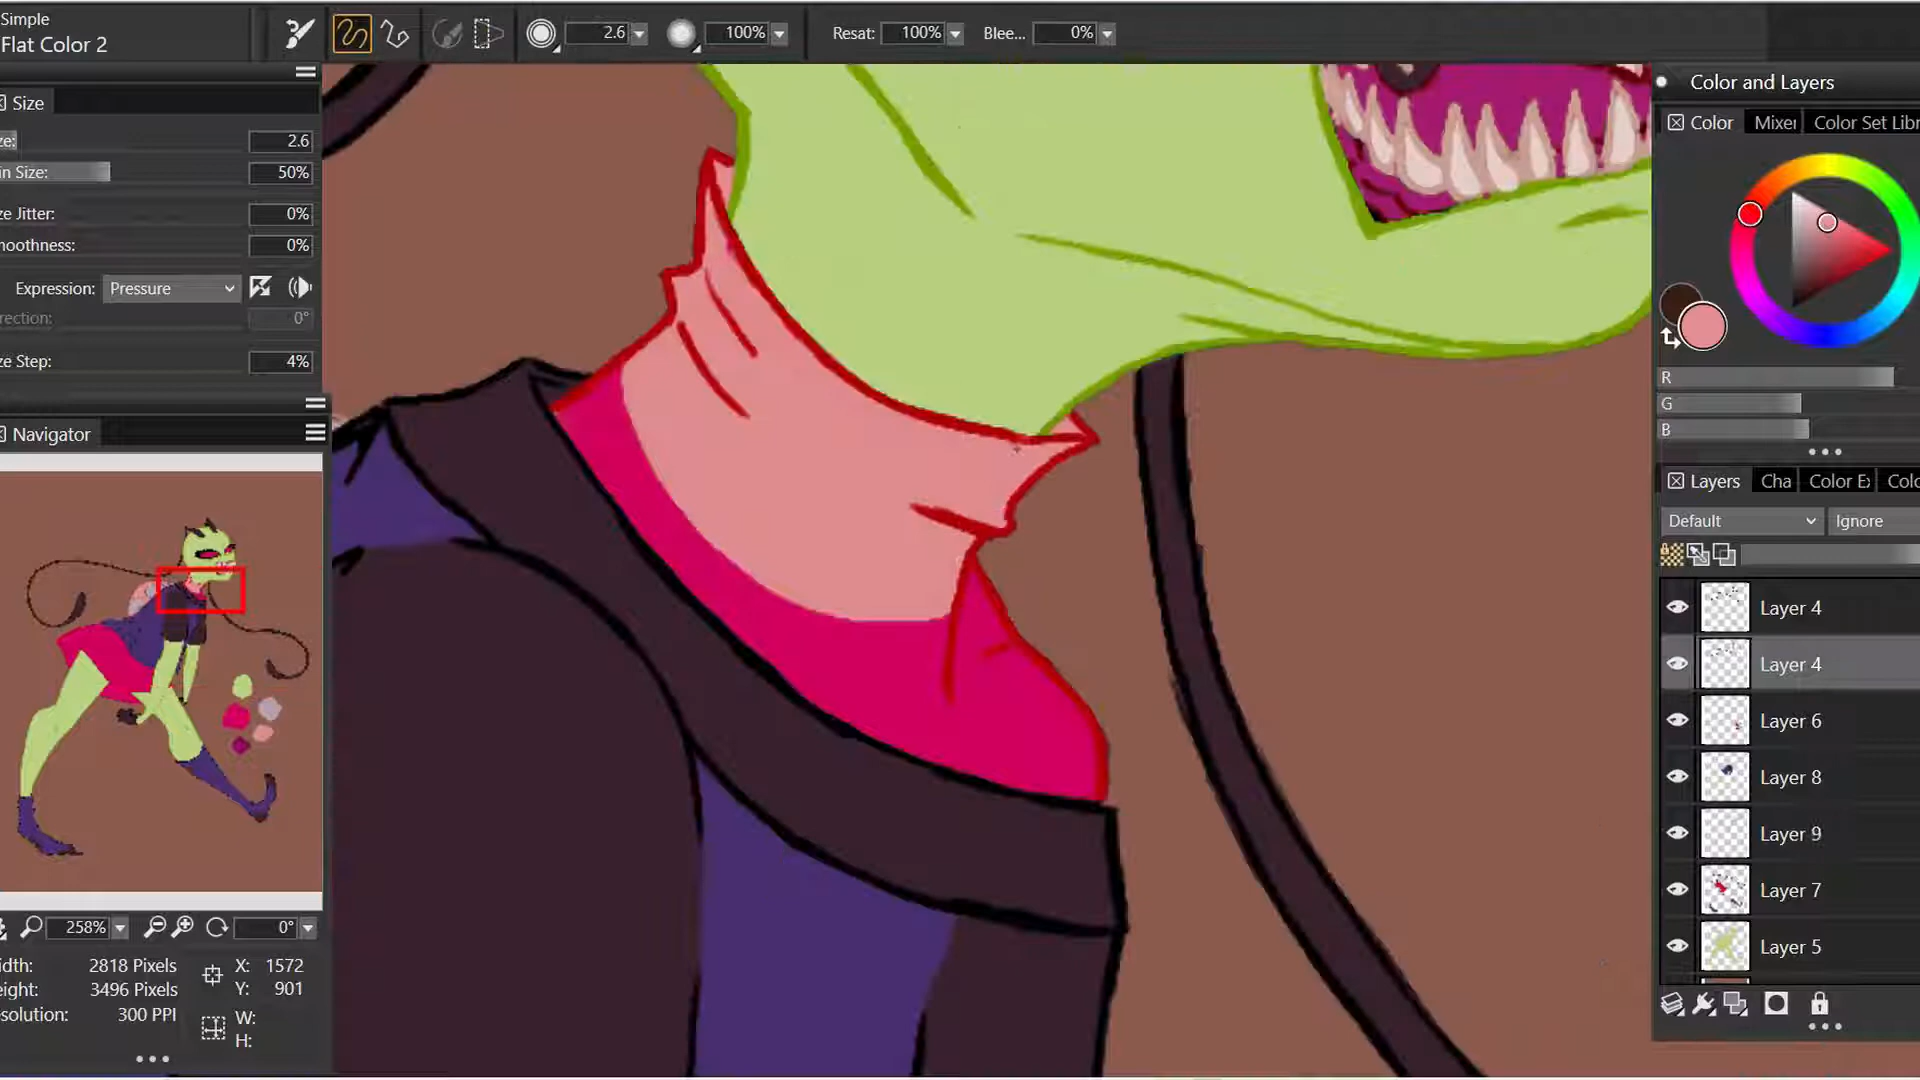 Simple
Flat Color 2
2.6
100%
Resat: 100%
Blee... 0%
Size
ze: 2.6
in Size: 50%
ze Jitter: 0%
moothness: 0%
Expression: Pressure
rection: 0°
ze Step: 4%
Navigator
258%
0°
idth: 2818 Pixels
eight: 3496 Pixels
esolution: 300 PPI
X: 1572
Y: 901
W:
H:
Color and Layers
Color Mixer Color Set Libr
R
G
B
Layers Cha Color E Colo
Default Ignore
Layer 4
Layer 4
Layer 6
Layer 8
Layer 9
Layer 7
Layer 5